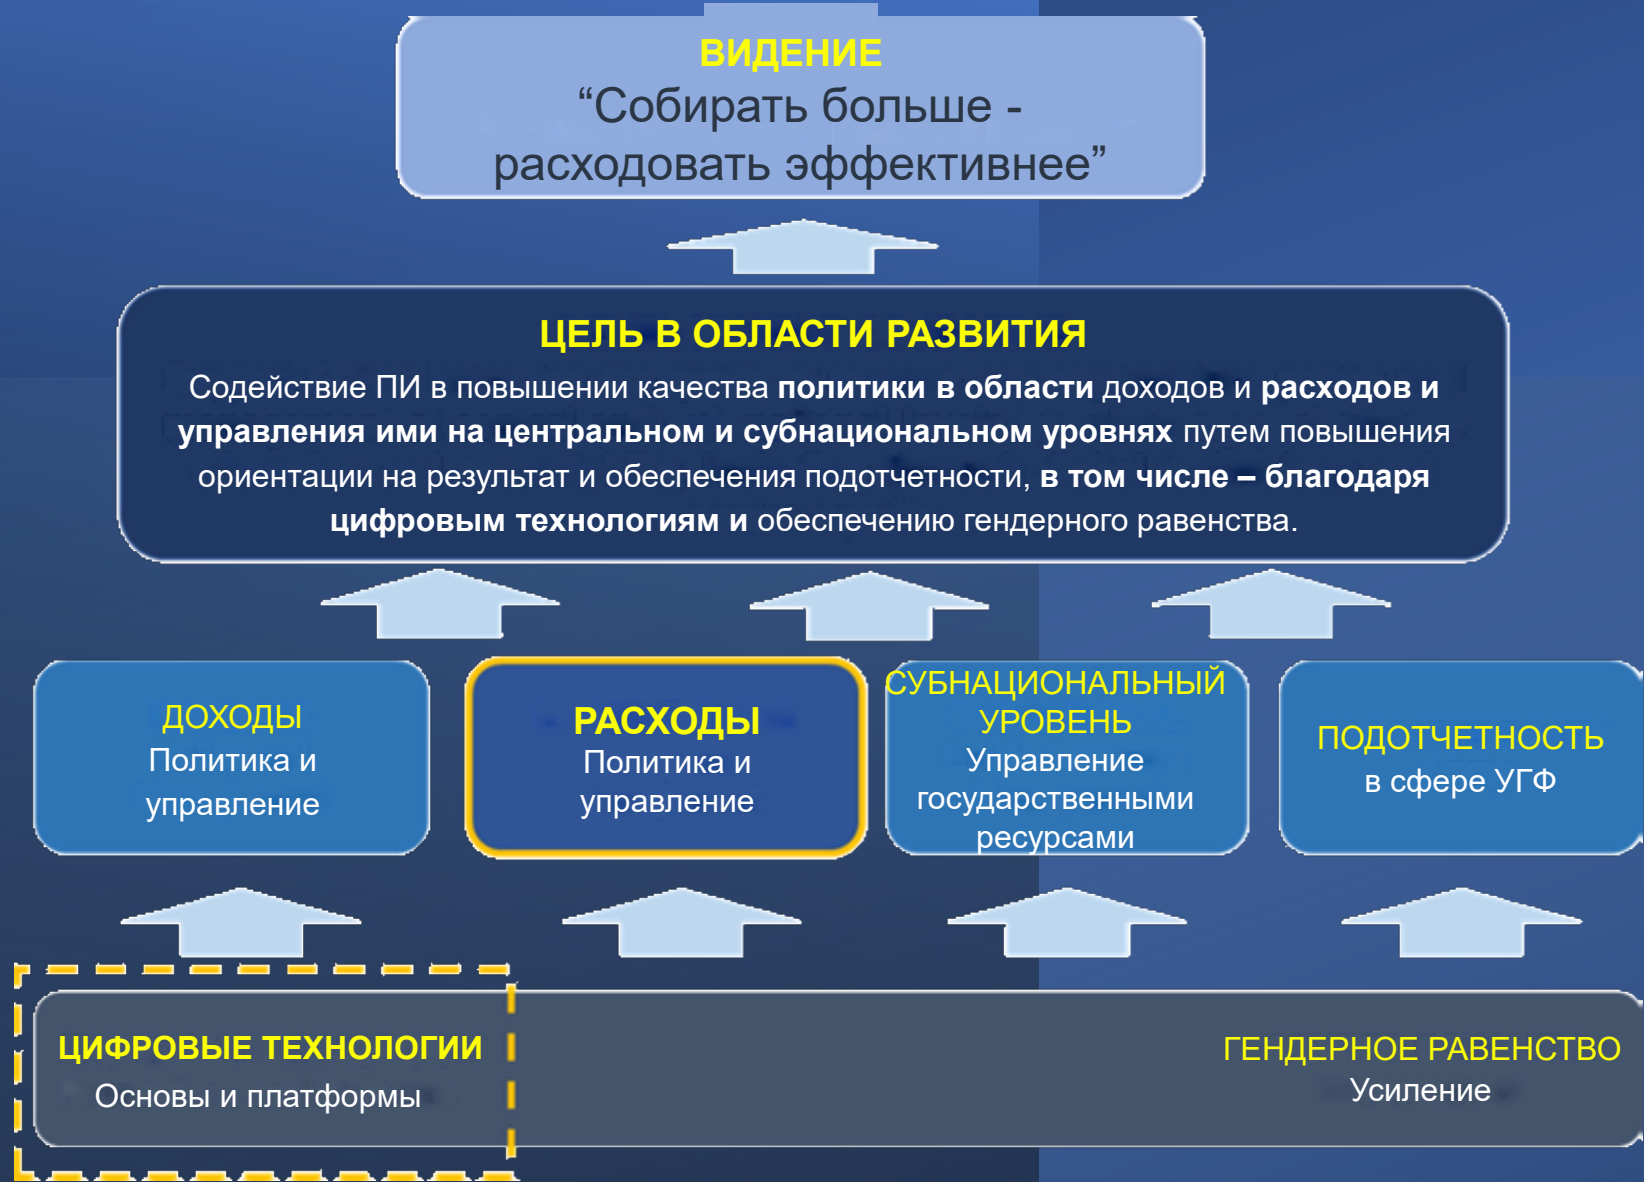 ВИДЕНИЕ
“Собирать больше -
расходовать эффективнее”
ЦЕЛЬ В ОБЛАСТИ РАЗВИТИЯ
Содействие ПИ в повышении качества политики в области доходов и расходов и
управления ими на центральном и субнациональном уровнях путем повышения
ориентации на результат и обеспечения подотчетности, в том числе – благодаря
цифровым технологиям и обеспечению гендерного равенства.
ДОХОДЫ
Политика и
управление
РАСХОДЫ
Политика и
управление
СУБНАЦИОНАЛЬНЫЙ
УРОВЕНЬ
Управление
государственными
ресурсами
ПОДОТЧЕТНОСТЬ
в сфере УГФ
ЦИФРОВЫЕ ТЕХНОЛОГИИ
Основы и платформы
ГЕНДЕРНОЕ РАВЕНСТВО
Усиление